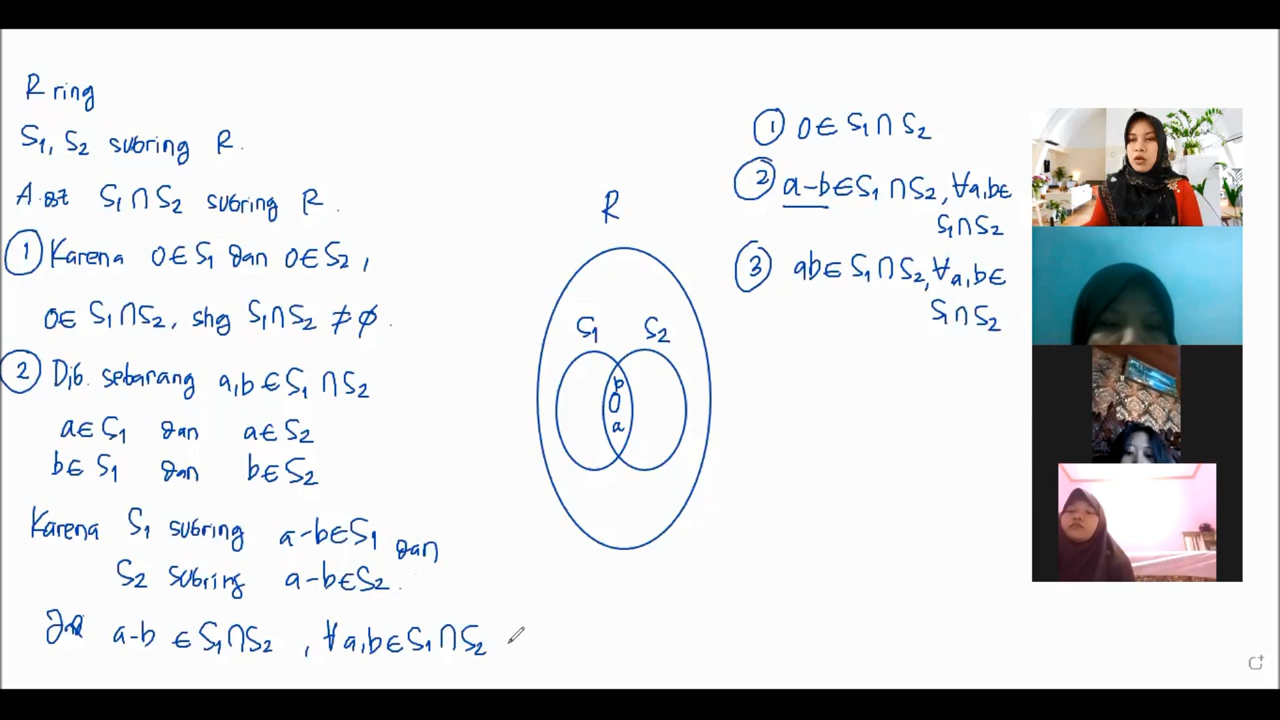 R ring
S₁, S₂ subring R.
A. S₁∩S₂ subring R.
① Karena 0∈S₁ dan 0∈S₂,
0∈ S₁∩S₂, shg S₁∩S₂ ≠ ∅.
② Dib. sebarang a,b ∈ S₁ ∩ S₂
a∈ S₁ dan a∈ S₂
b∈ S₁ dan b∈ S₂
Karena S₁ subring a-b∈S₁ dan
S₂ subring a-b∈S₂.
a-b ∈ S₁∩S₂, ∀a,b∈S₁∩S₂
R
S₁ S₂
b
0
a
① 0∈ S₁∩S₂
② a-b∈S₁∩S₂, ∀a,b∈
S₁∩S₂
③ ab∈ S₁∩S₂, ∀a,b∈
S₁∩S₂